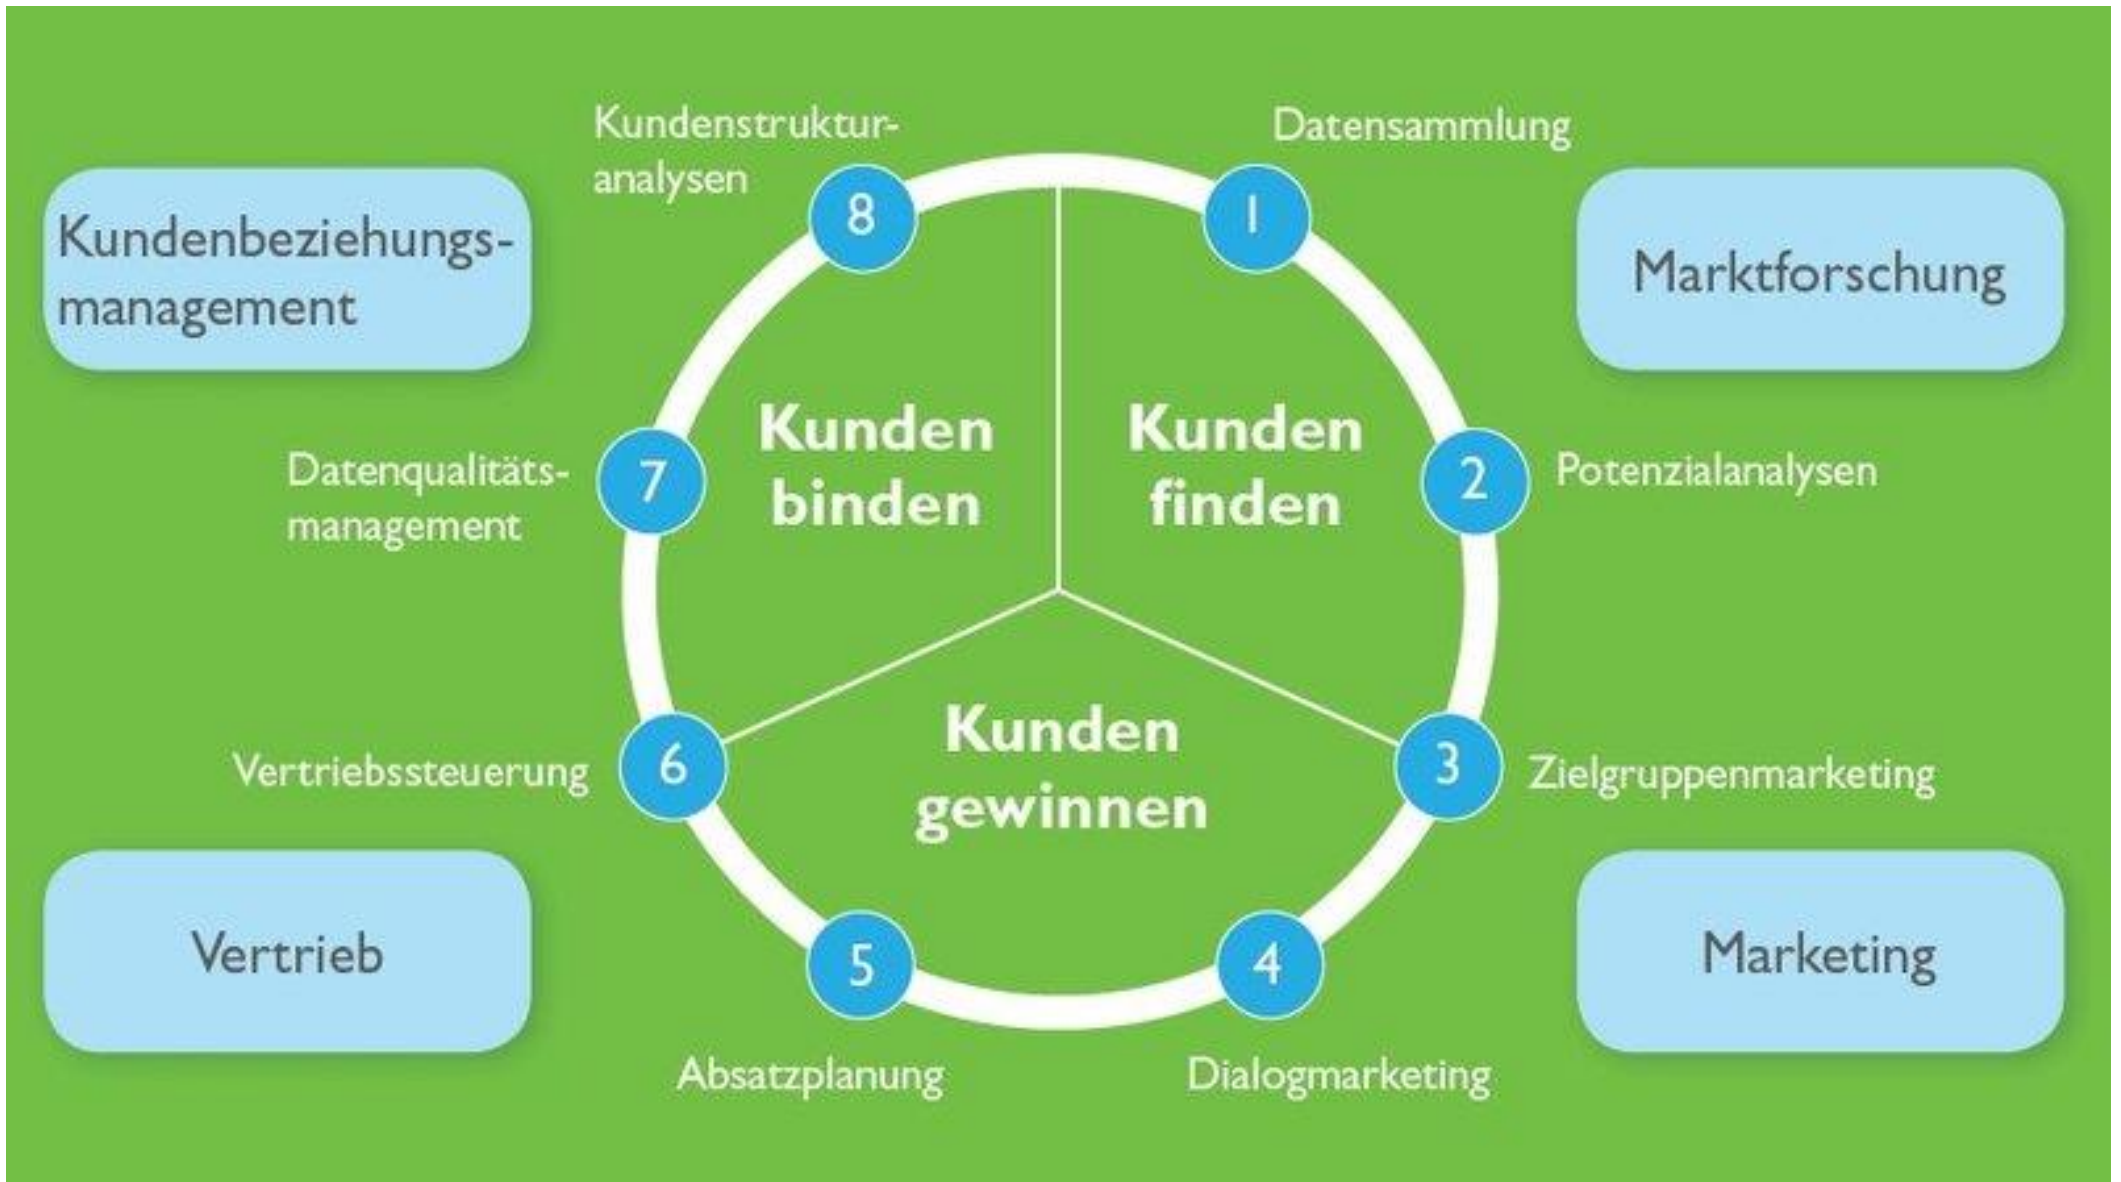 Kundenstruktur-
analysen
Datensammlung
Kundenbeziehungs-
management
8
1
Marktforschung
Kunden
binden
Kunden
finden
Datenqualitäts-
management
7
2
Potenzialanalysen
Kunden
gewinnen
Vertriebssteuerung
6
3
Zielgruppenmarketing
Vertrieb
5
4
Marketing
Absatzplanung
Dialogmarketing